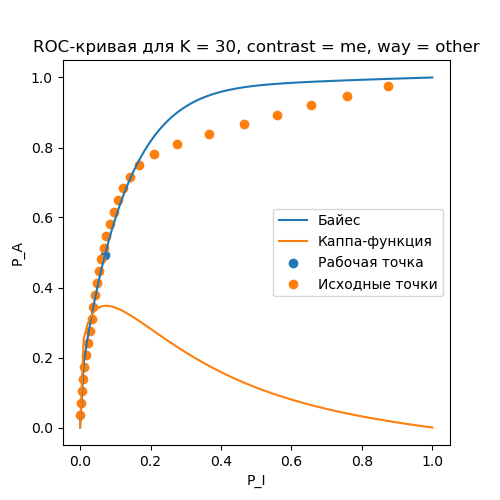 ROC-кривая для K = 30, contrast = me, way = other
1.0
0.8
0.6
0.4
0.2
0.0
P_A
Байес
Каппа-функция
Рабочая точка
Исходные точки
0.0 0.2 0.4 0.6 0.8 1.0
P_I